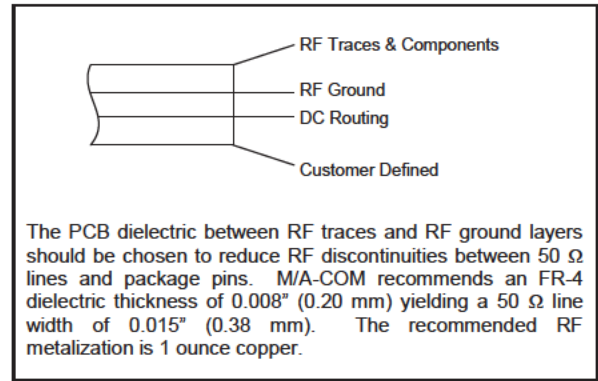 RF Traces & Components
RF Ground
DC Routing
Customer Defined
The PCB dielectric between RF traces and RF ground layers
should be chosen to reduce RF discontinuities between 50 Ω
lines and package pins. M/A-COM recommends an FR-4
dielectric thickness of 0.008” (0.20 mm) yielding a 50 Ω line
width of 0.015” (0.38 mm). The recommended RF
metalization is 1 ounce copper.